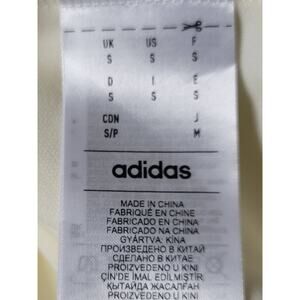 UK US F
S S S
D I E
S S S
CDN J
S/P M
adidas
MADE IN CHINA
FABRIQUÉ EN CHINE
FABRICADO EN CHINA
FABRICADO NA CHINA
GYÁRTVA: KÍNA
ПРОИЗВЕДЕНО В КИТАЙ
СДЕЛАНО В КИТАЕ
PROIZVEDENO U KINI
ÇİN'DE İMAL EDİLMİŞTİR
ҚЫТАЙДА ЖАСАЛҒАН
PROIZVEDENO U KINI